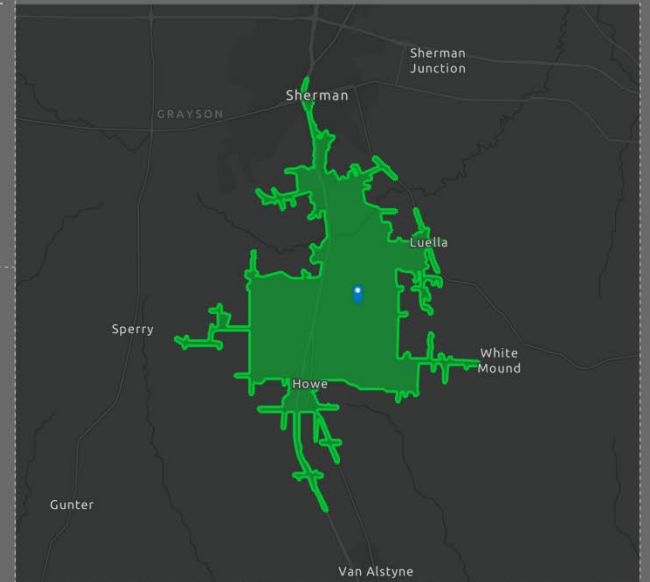 Sherman
Junction
Sherman
GRAYSON
Luella
Sperry
White
Mound
Howe
Gunter
Van Alstyne